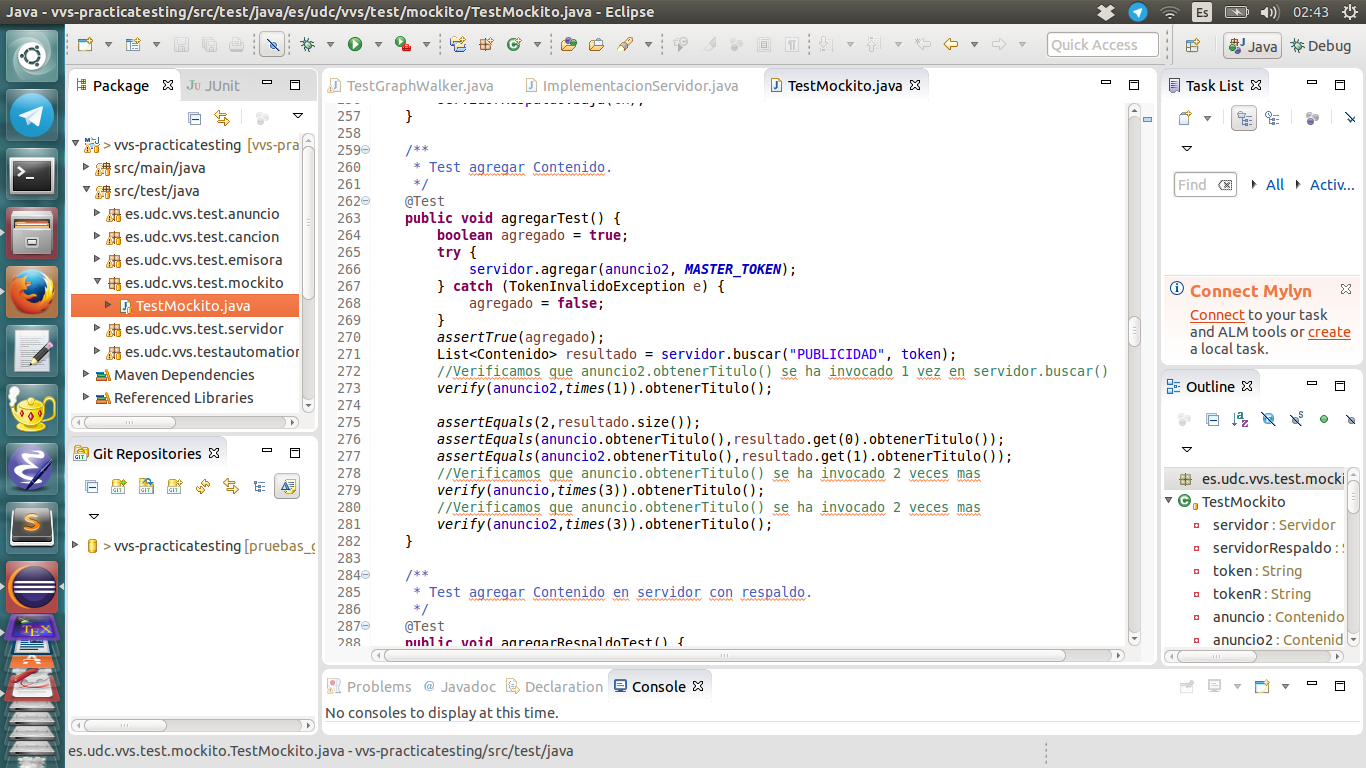 Java - vvs-practicatesting/src/test/java/es/udc/vvs/test/mockito/TestMockito.java - Eclipse
Es
02:43
Quick Access
Java
Debug
Package
JUnit
vvs-practicatesting [vvs-pra
src/main/java
src/test/java
es.udc.vvs.test.anuncio
es.udc.vvs.test.cancion
es.udc.vvs.test.emisora
es.udc.vvs.test.mockito
TestMockito.java
es.udc.vvs.test.servidor
es.udc.vvs.testautomation
Maven Dependencies
Referenced Libraries
Git Repositories
> vvs-practicatesting [pruebas_g
TestGraphWalker.java
ImplementacionServidor.java
TestMockito.java
257 }
258
259 /**
260 * Test agregar Contenido.
261 */
262 @Test
263 public void agregarTest() {
264 boolean agregado = true;
265 try {
266 servidor.agregar(anuncio2, MASTER_TOKEN);
267 } catch (TokenInvalidoException e) {
268 agregado = false;
269 }
270 assertTrue(agregado);
271 List<Contenido> resultado = servidor.buscar("PUBLICIDAD", token);
272 //Verificamos que anuncio2.obtenerTitulo() se ha invocado 1 vez en servidor.buscar()
273 verify(anuncio2,times(1)).obtenerTitulo();
274
275 assertEquals(2,resultado.size());
276 assertEquals(anuncio.obtenerTitulo(),resultado.get(0).obtenerTitulo());
277 assertEquals(anuncio2.obtenerTitulo(),resultado.get(1).obtenerTitulo());
278 //Verificamos que anuncio.obtenerTitulo() se ha invocado 2 veces mas
279 verify(anuncio,times(3)).obtenerTitulo();
280 //Verificamos que anuncio.obtenerTitulo() se ha invocado 2 veces mas
281 verify(anuncio2,times(3)).obtenerTitulo();
282 }
283
284 /**
285 * Test agregar Contenido en servidor con respaldo.
286 */
287 @Test
288 public void agregarRespaldoTest() {
Task List
Find
All
Activ...
Connect Mylyn
Connect to your task
and ALM tools or create
a local task.
Outline
es.udc.vvs.test.mocki
TestMockito
servidor : Servidor
servidorRespaldo :
token : String
tokenR : String
anuncio : Contenido
anuncio2 : Contenid
Problems
@ Javadoc
Declaration
Console
No consoles to display at this time.
es.udc.vvs.test.mockito.TestMockito.java - vvs-practicatesting/src/test/java